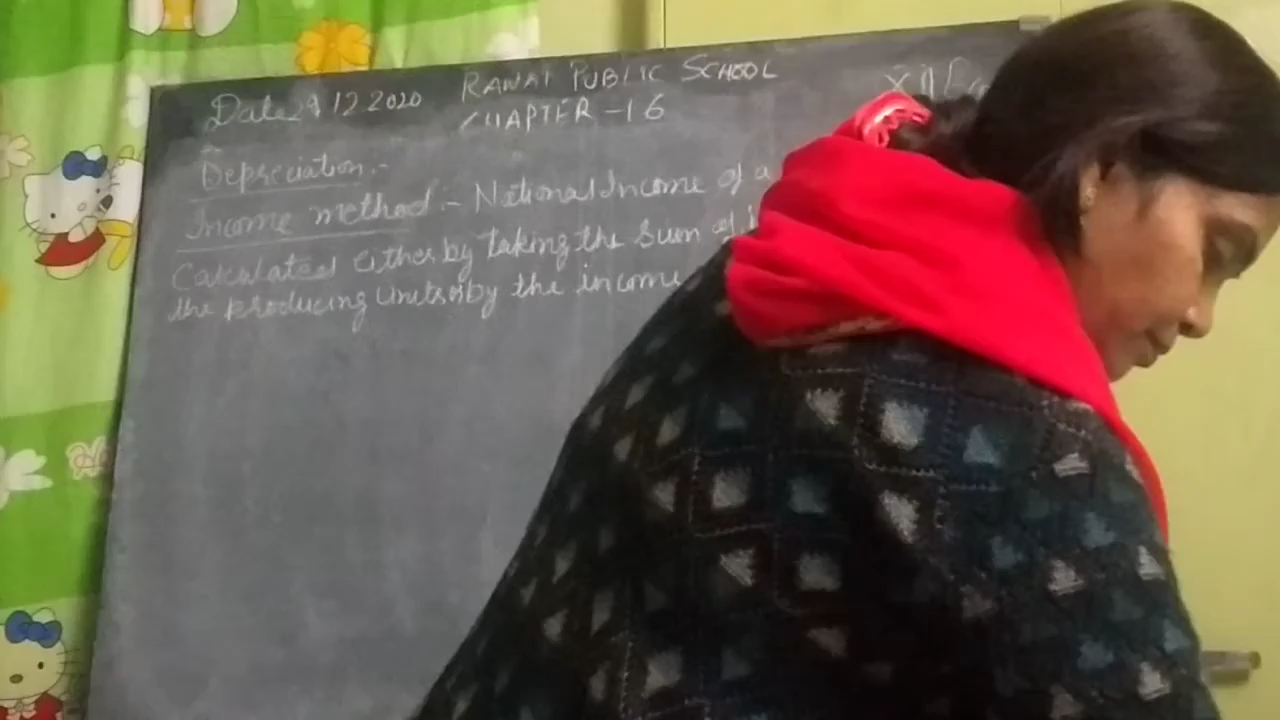 Date 29 12 2020 RAWAT PUBLIC SCHOOL XII
CHAPTER - 16
Depreciation :-
Income method :- National Income of a
Calculated either by taking the sum of
the producing units or by the income